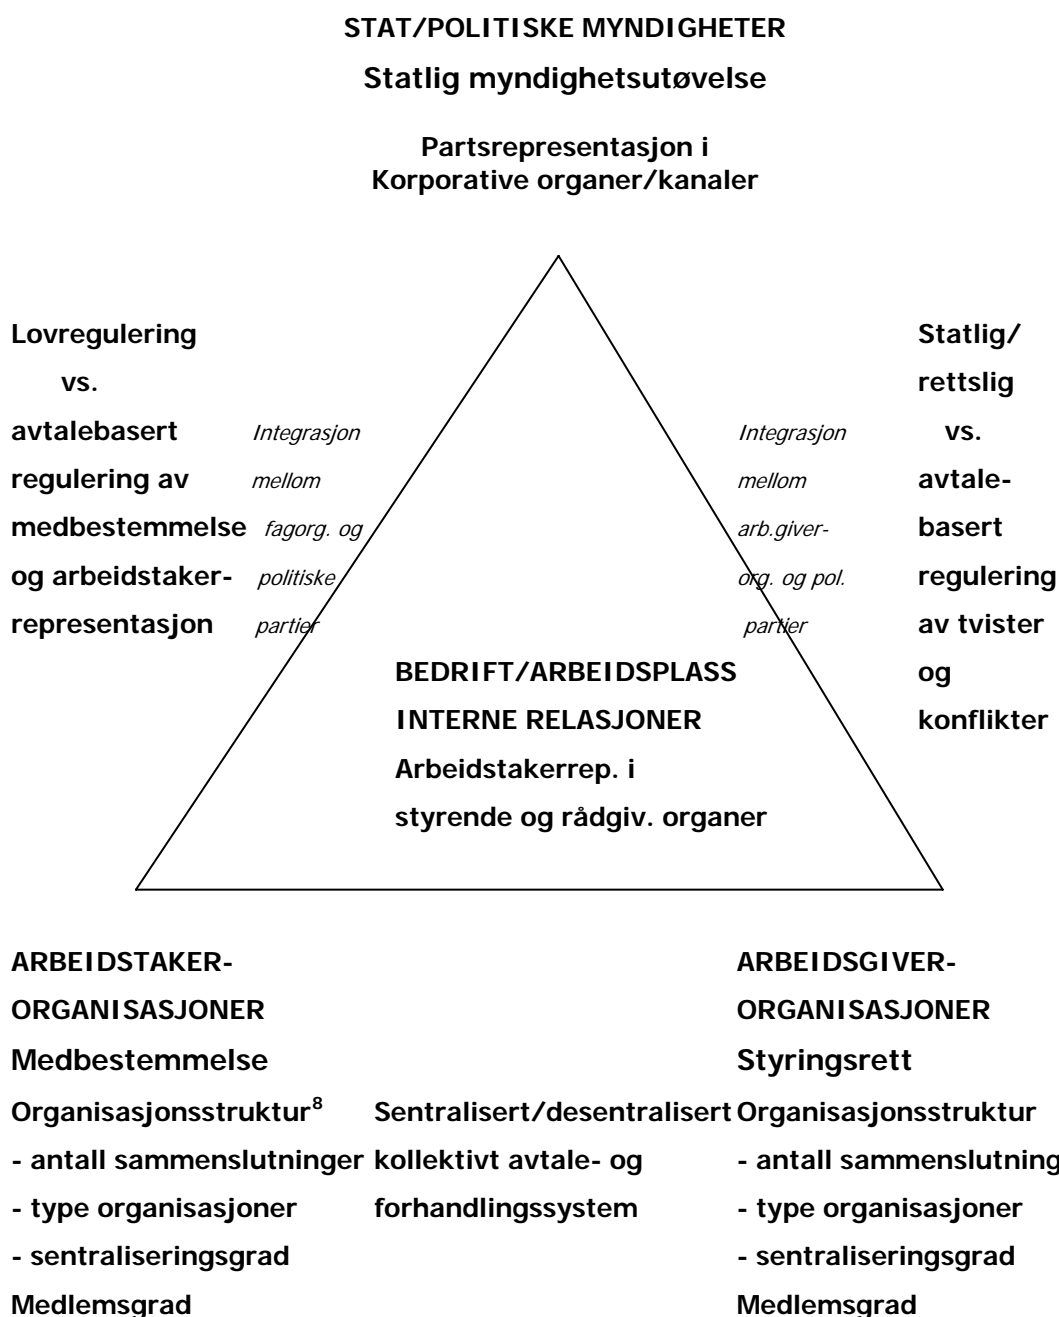 STAT/POLITISKE MYNDIGHETER
Statlig myndighetsutøvelse
Partsrepresentasjon i
Korporative organer/kanaler
Lovregulering
vs.
avtalebasert
regulering av
medbestemmelse
og arbeidstaker-
representasjon
Integrasjon
mellom
fagorg. og
politiske
partier
Integrasjon
mellom
arb.giver-
org. og pol.
partier
Statlig/
rettslig
vs.
avtale-
basert
regulering
av tvister
og
konflikter
BEDRIFT/ARBEIDSPLASS
INTERNE RELASJONER
Arbeidstakerrep. i
styrende og rådgiv. organer
ARBEIDSTAKER-
ORGANISASJONER
Medbestemmelse
Organisasjonsstruktur⁸
- antall sammenslutninger
- type organisasjoner
- sentraliseringsgrad
Medlemsgrad
Sentralisert/desentralisert
kollektivt avtale- og
forhandlingssystem
ARBEIDSGIVER-
ORGANISASJONER
Styringsrett
Organisasjonsstruktur
- antall sammenslutning
- type organisasjoner
- sentraliseringsgrad
Medlemsgrad